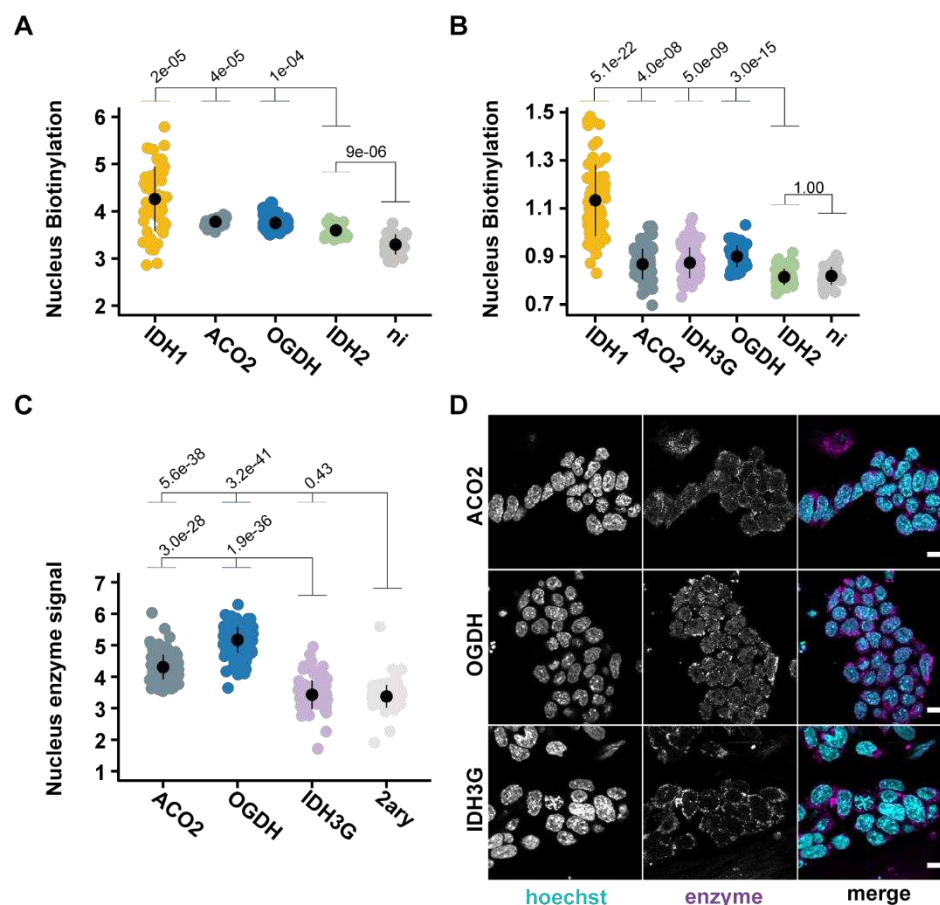 A
2e-05
4e-05
1e-04
9e-06
Nucleus Biotinylation
6
5
4
3
2
IDH1
ACO2
OGDH
IDH2
ni
B
5.1e-22
4.0e-08
5.0e-09
3.0e-15
1.00
Nucleus Biotinylation
1.5
1.3
1.1
0.9
0.7
IDH1
ACO2
IDH3G
OGDH
IDH2
ni
C
5.6e-38
3.2e-41
0.43
3.0e-28
1.9e-36
Nucleus enzyme signal
7
6
5
4
3
2
1
ACO2
OGDH
IDH3G
2ary
D
ACO2
OGDH
IDH3G
hoechst
enzyme
merge